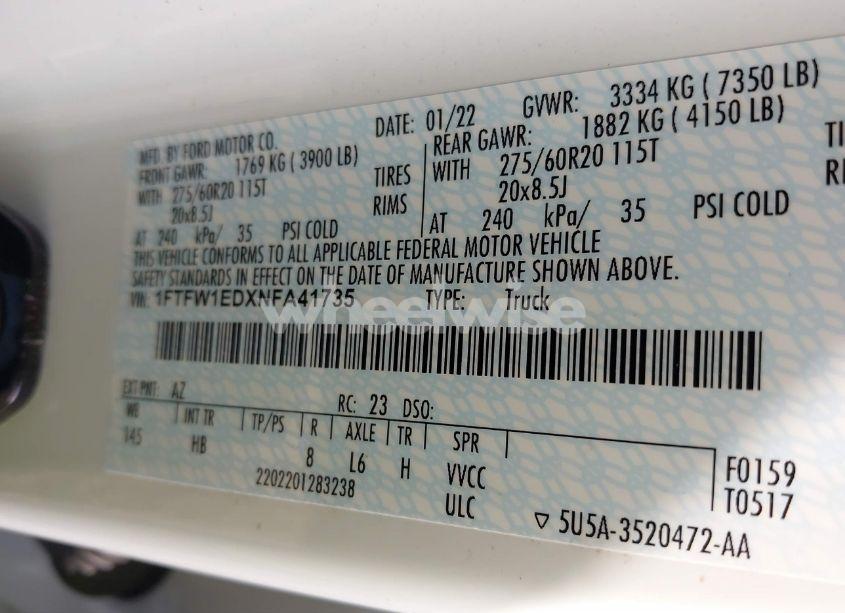 MFD. BY FORD MOTOR CO.
DATE: 01/22 GVWR: 3334 KG ( 7350 LB)
FRONT GAWR: 1769 KG ( 3900 LB) REAR GAWR: 1882 KG ( 4150 LB)
WITH 275/60R20 115T TIRES WITH 275/60R20 115T TI
20x8.5J RIMS 20x8.5J RI
AT 240 kPa/ 35 PSI COLD AT 240 kPa/ 35 PSI COLD
THIS VEHICLE CONFORMS TO ALL APPLICABLE FEDERAL MOTOR VEHICLE
SAFETY STANDARDS IN EFFECT ON THE DATE OF MANUFACTURE SHOWN ABOVE.
VIN: 1FTFW1EDXNFA41735 TYPE: Truck
wheelwise
EXT PNT: AZ RC: 23 DSO:
WB INT TR TP/PS R AXLE TR SPR
145 HB 8 L6 H VVCC
ULC
2202201283238
F0159
T0517
5U5A-3520472-AA